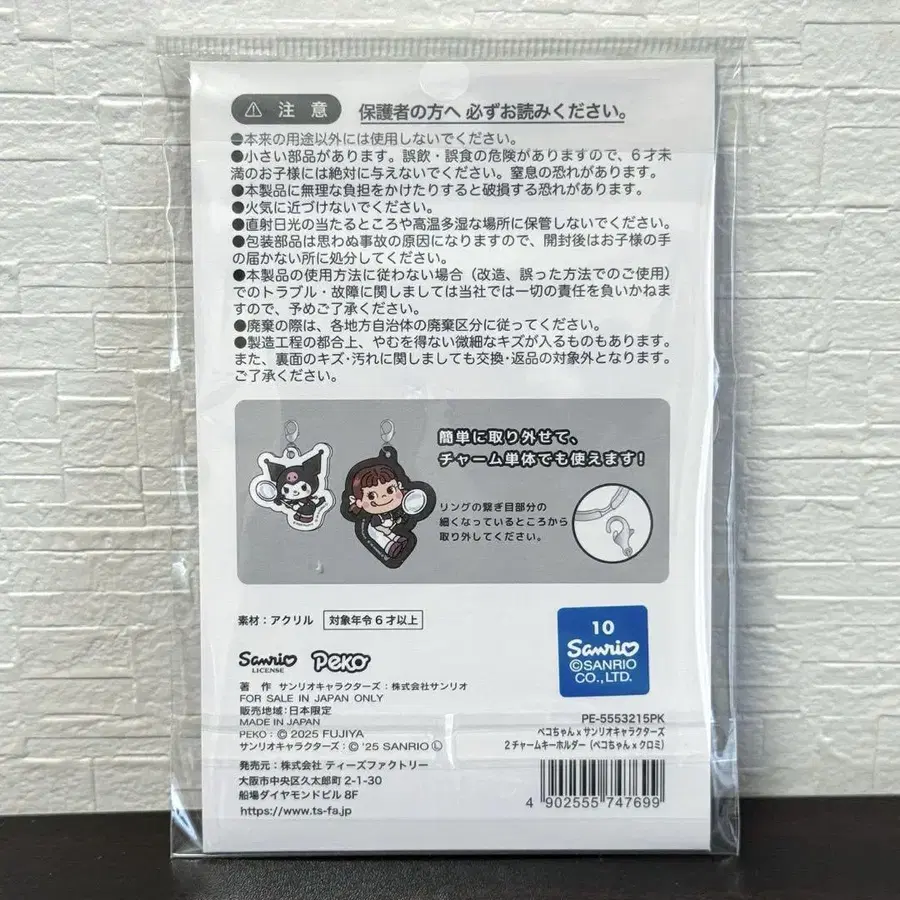 ⚠ 注 意 保護者の方へ 必ずお読みください。
●本来の用途以外には使用しないでください。
●小さい部品があります。誤飲・誤食の危険がありますので、6才未
満のお子様には絶対に与えないでください。窒息の恐れがあります。
●本製品に無理な負担をかけたりすると破損する恐れがあります。
●火気に近づけないでください。
●直射日光の当たるところや高温多湿な場所に保管しないでください。
●包装部品は思わぬ事故の原因になりますので、開封後はお子様の手
の届かない所に処分してください。
●本製品の使用方法に従わない場合（改造、誤った方法でのご使用）
でのトラブル・故障に関しましては当社では一切の責任を負いかねま
すので、予めご了承ください。
●廃棄の際は、各地方自治体の廃棄区分に従ってください。
●製造工程の都合上、やむを得ない微細なキズが入るものもあります。
また、裏面のキズ・汚れに関しましても交換・返品の対象外となります。
ご了承ください。
簡単に取り外せて、
チャーム単体でも使えます!
リングの繋ぎ目部分の
細くなっているところから
取り外してください。
素材：アクリル 対象年令6才以上
10
Sanrio
©SANRIO
CO.,LTD.
Sanrio
LICENSE
Peko
著 作 サンリオキャラクターズ：株式会社サンリオ
FOR SALE IN JAPAN ONLY
販売地域：日本限定
MADE IN JAPAN
PEKO：© 2025 FUJIYA
サンリオキャラクターズ：© '25 SANRIO Ⓛ
発売元：株式会社 ティーズファクトリー
大阪市中央区久太郎町 2-1-30
船場ダイヤモンドビル 8F
https://www.ts-fa.jp
PE-5553215PK
ペコちゃん x サンリオキャラクターズ
2 チャームキーホルダー（ペコちゃん x クロミ）
4 902555 747699